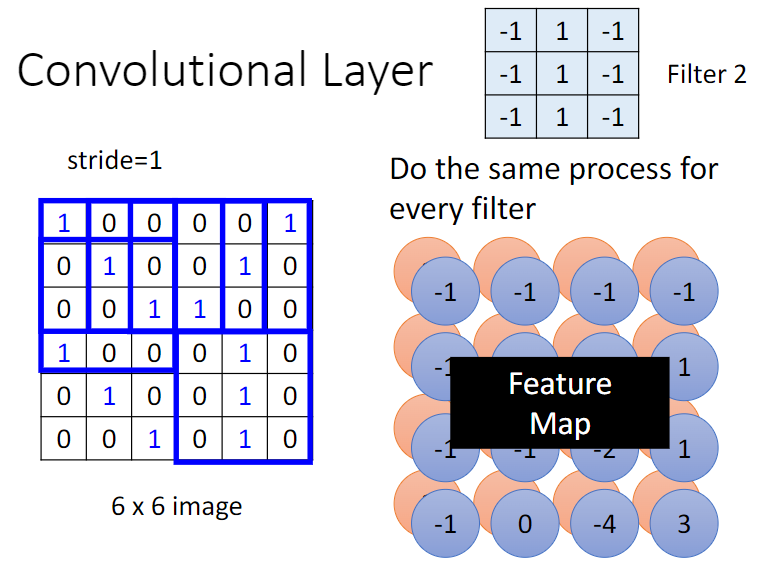 -1 1 -1
Convolutional Layer
-1 1 -1
Filter 2
-1 1 -1
stride=1
Do the same process for
every filter
1 0 0 0 0 1
0 1 0 0 1 0
0 0 1 1 0 0
1 0 0 0 1 0
0 1 0 0 1 0
0 0 1 0 1 0
6 x 6 image
-1 -1 -1 -1
1
Feature
Map
-1 -1 -2 1
-1 0 -4 3